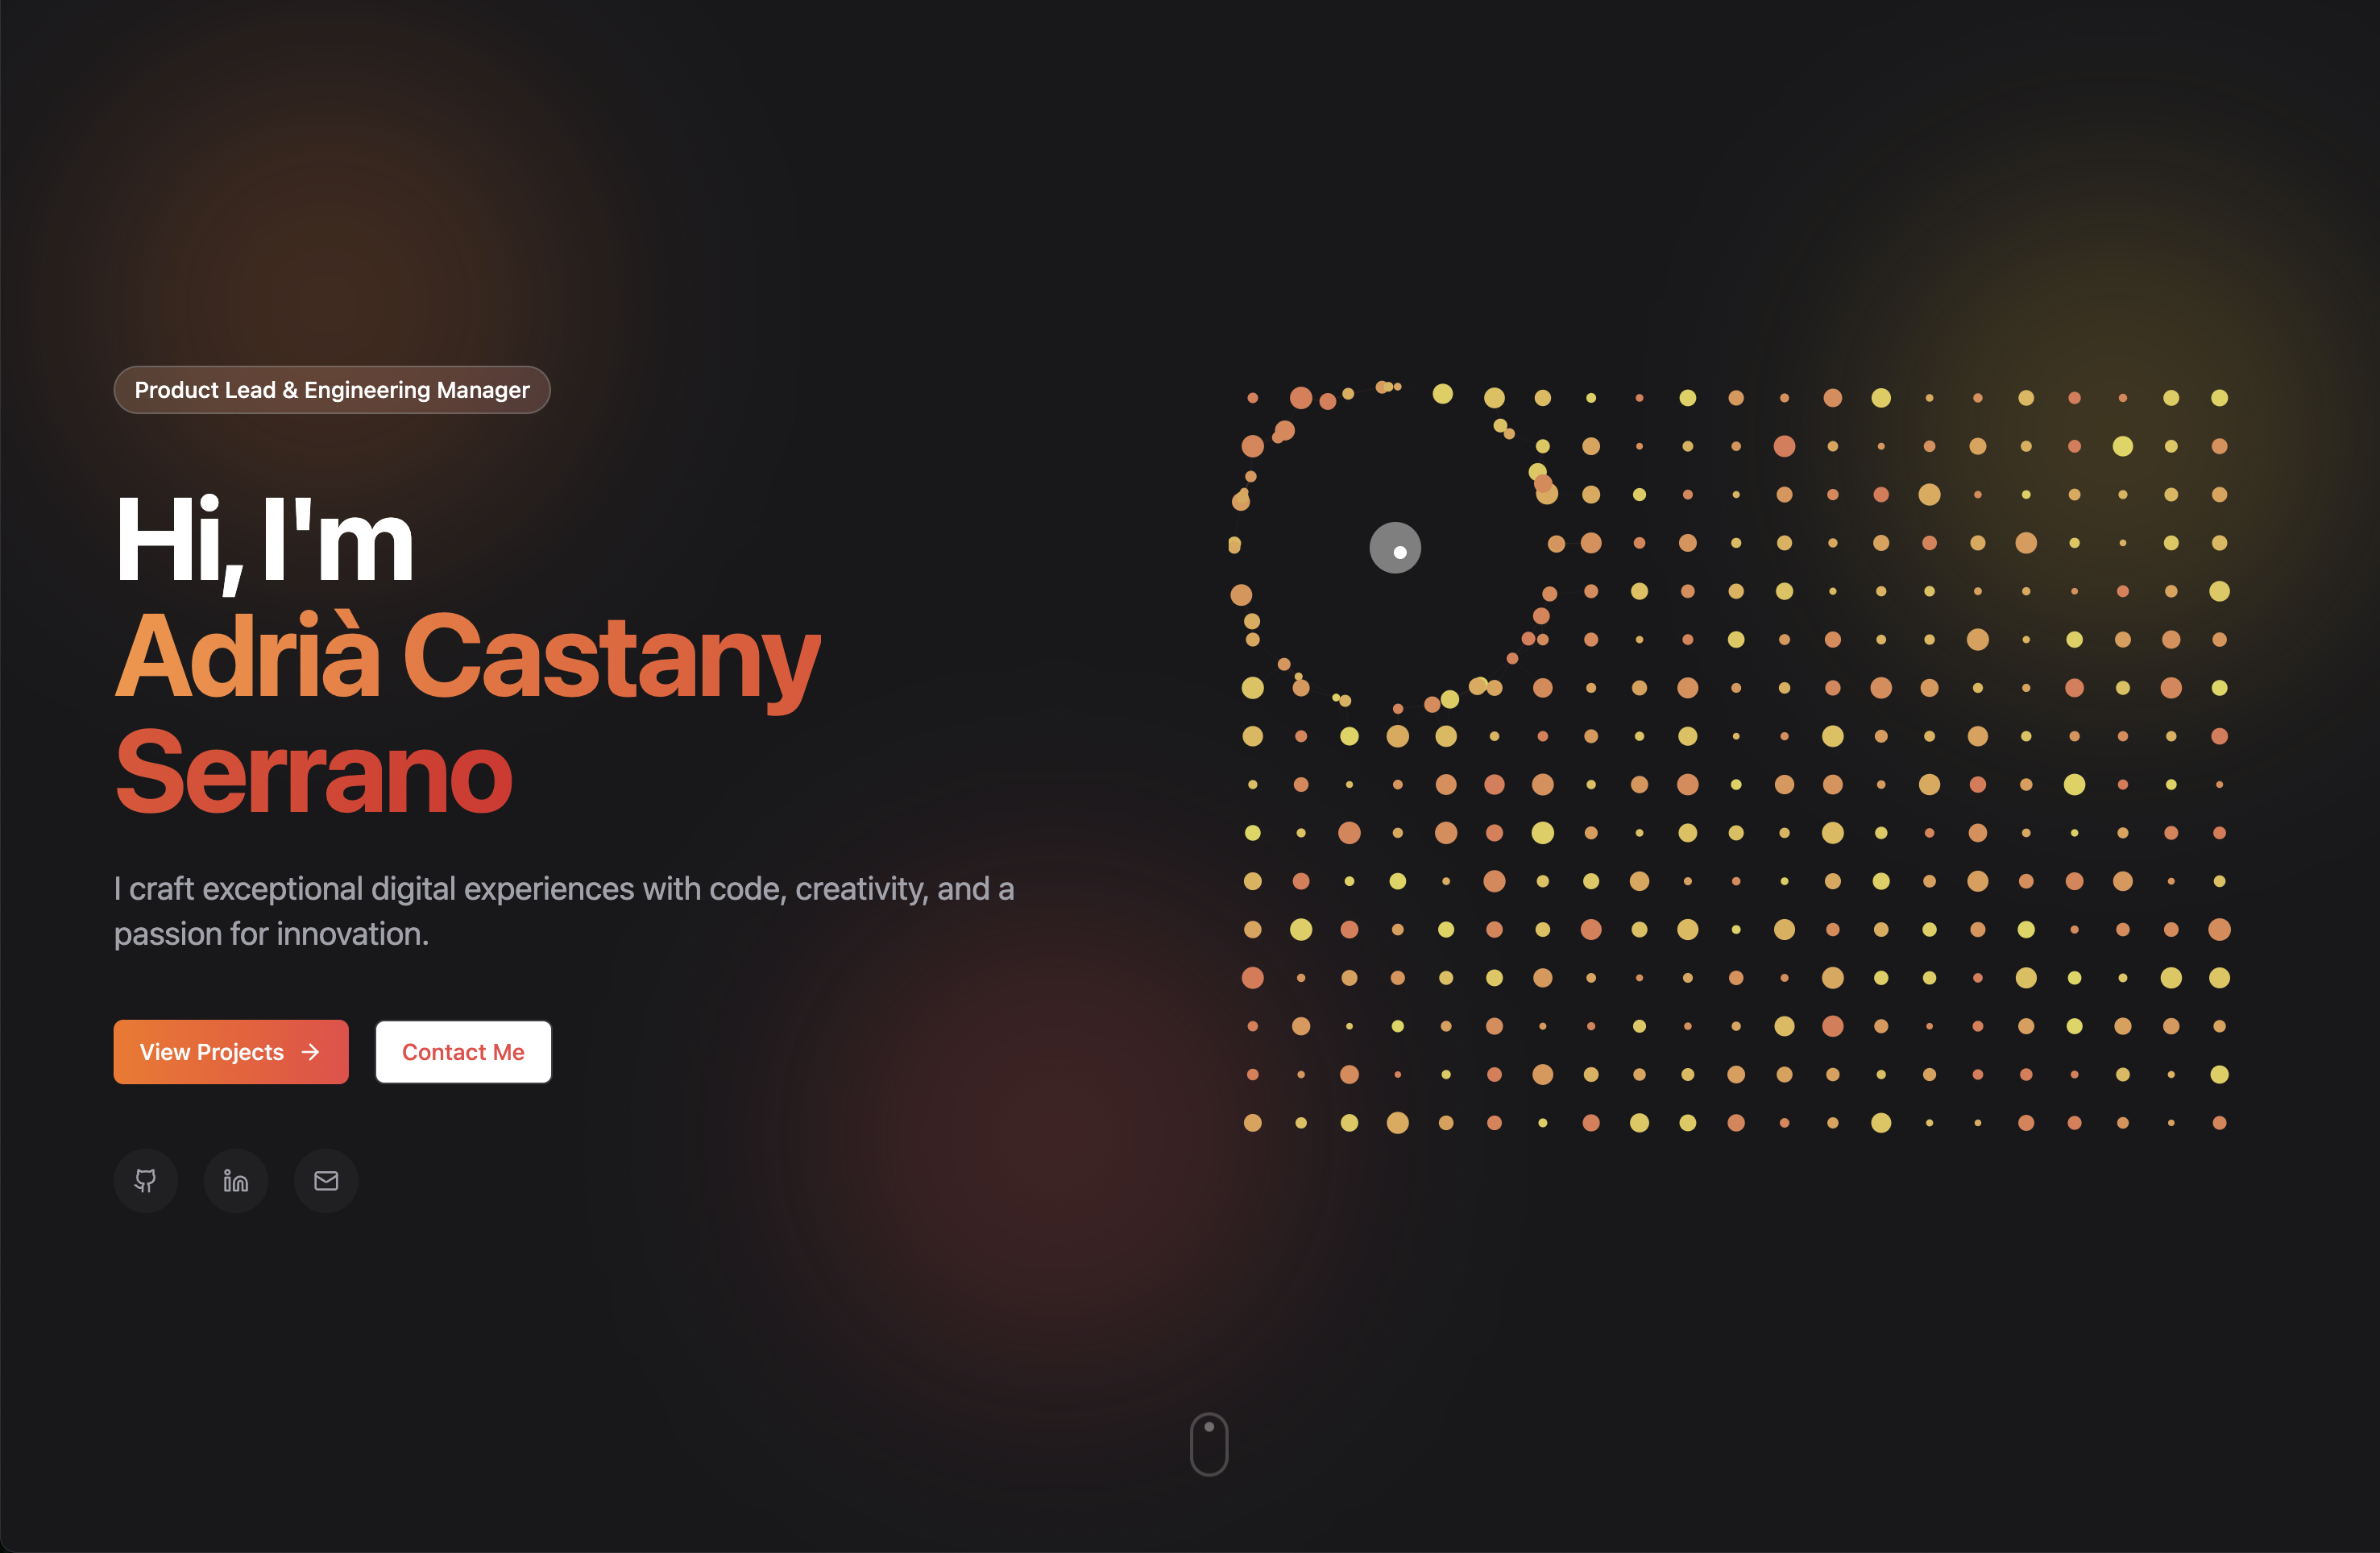 Product Lead & Engineering Manager
Hi, I'm
Adrià Castany
Serrano
I craft exceptional digital experiences with code, creativity, and a
passion for innovation.
View Projects
Contact Me